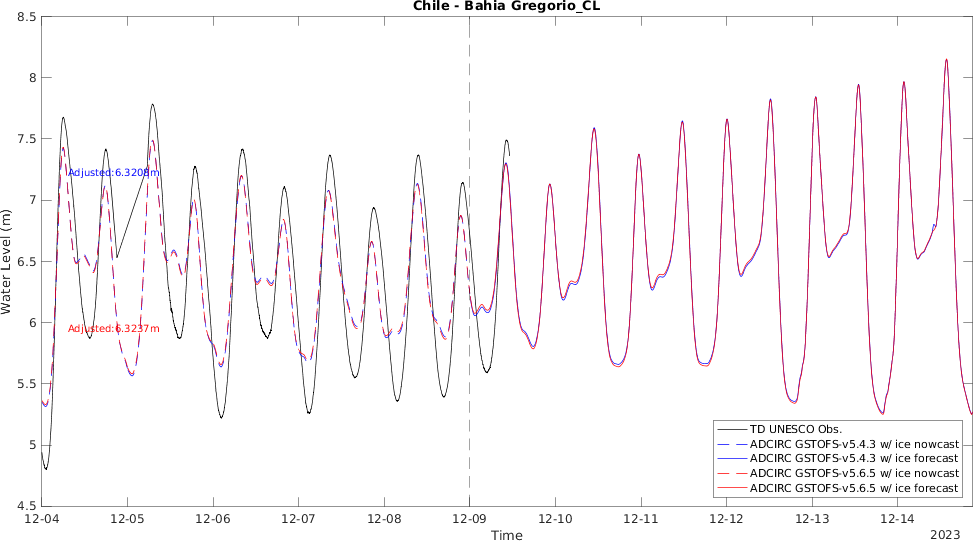 Chile - Bahia Gregorio_CL
8.5
8
7.5
7
6.5
6
5.5
5
4.5
Water Level (m)
Adjusted:6.3208m
Adjusted:6.3237m
TD UNESCO Obs.
ADCIRC GSTOFS-v5.4.3 w/ ice nowcast
ADCIRC GSTOFS-v5.4.3 w/ ice forecast
ADCIRC GSTOFS-v5.6.5 w/ ice nowcast
ADCIRC GSTOFS-v5.6.5 w/ ice forecast
12-04 12-05 12-06 12-07 12-08 12-09 12-10 12-11 12-12 12-13 12-14
Time
2023